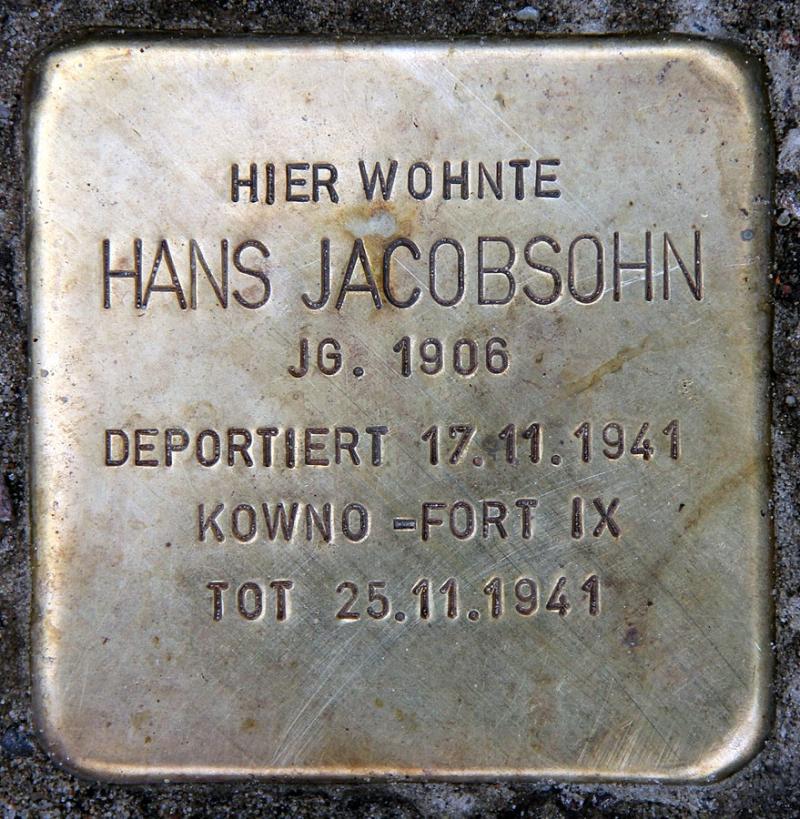 HIER WOHNTE
HANS JACOBSOHN
JG. 1906
DEPORTIERT 17.11.1941
KOWNO - FORT IX
TOT 25.11.1941